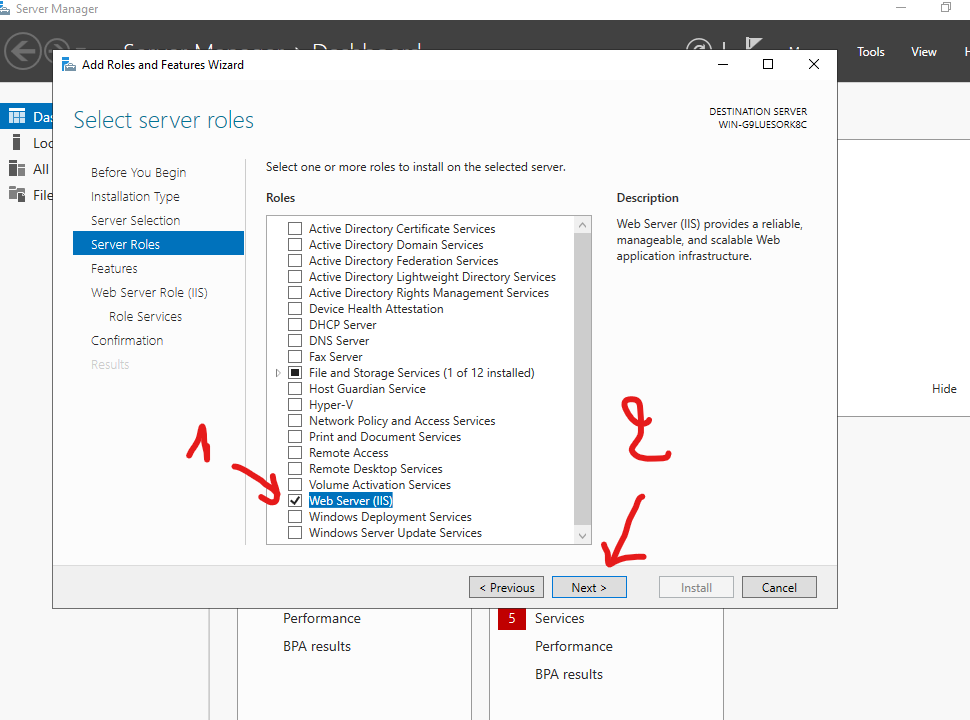 Server Manager
Tools View
Add Roles and Features Wizard
Select server roles
DESTINATION SERVER
WIN-G9LUESORK8C
Before You Begin
Installation Type
Server Selection
Server Roles
Features
Web Server Role (IIS)
Role Services
Confirmation
Results
Select one or more roles to install on the selected server.
Roles
Active Directory Certificate Services
Active Directory Domain Services
Active Directory Federation Services
Active Directory Lightweight Directory Services
Active Directory Rights Management Services
Device Health Attestation
DHCP Server
DNS Server
Fax Server
File and Storage Services (1 of 12 installed)
Host Guardian Service
Hyper-V
Network Policy and Access Services
Print and Document Services
Remote Access
Remote Desktop Services
Volume Activation Services
Web Server (IIS)
Windows Deployment Services
Windows Server Update Services
Description
Web Server (IIS) provides a reliable,
manageable, and scalable Web
application infrastructure.
1
2
Hide
< Previous
Next >
Install
Cancel
All
Performance
BPA results
5 Services
Performance
BPA results